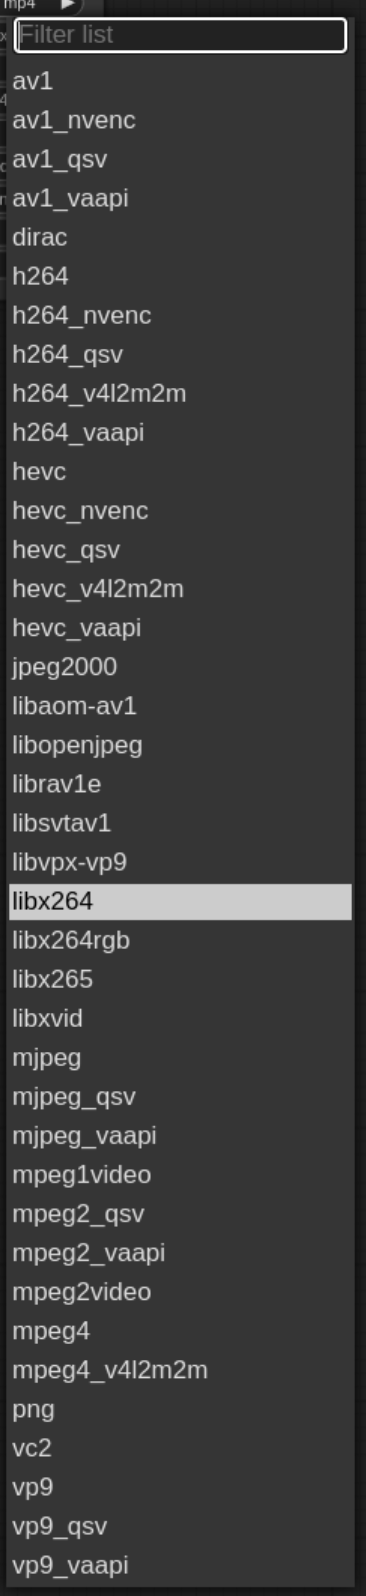 mp4
Filter list
av1
av1_nvenc
av1_qsv
av1_vaapi
dirac
h264
h264_nvenc
h264_qsv
h264_v4l2m2m
h264_vaapi
hevc
hevc_nvenc
hevc_qsv
hevc_v4l2m2m
hevc_vaapi
jpeg2000
libaom-av1
libopenjpeg
librav1e
libsvtav1
libvpx-vp9
libx264
libx264rgb
libx265
libxvid
mjpeg
mjpeg_qsv
mjpeg_vaapi
mpeg1video
mpeg2_qsv
mpeg2_vaapi
mpeg2video
mpeg4
mpeg4_v4l2m2m
png
vc2
vp9
vp9_qsv
vp9_vaapi